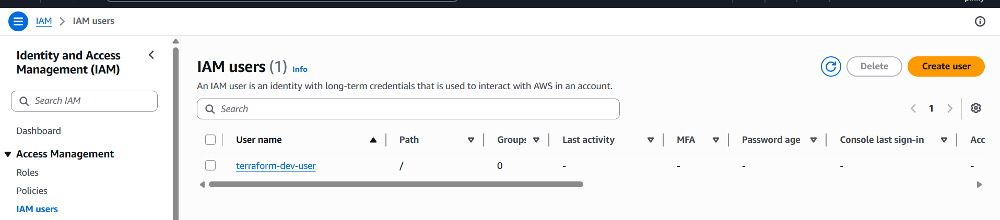 IAM
IAM users
Identity and Access
Management (IAM)
Search IAM
Dashboard
Access Management
Roles
Policies
IAM users
IAM users (1) Info
Delete
Create user
An IAM user is an identity with long-term credentials that is used to interact with AWS in an account.
Search
1
User name Path Groups Last activity MFA Password age Console last sign-in Acc
terraform-dev-user / 0 - - - - -